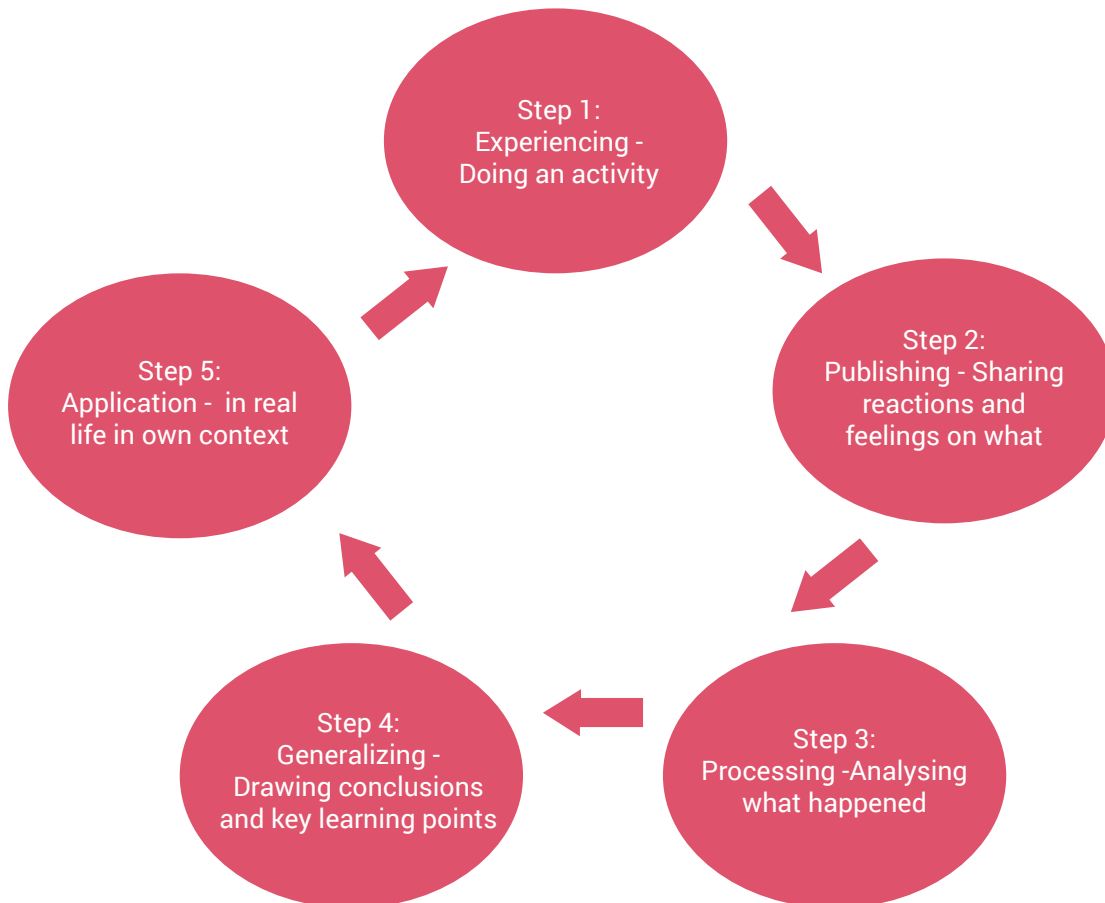 Step 1:
Experiencing -
Doing an activity
Step 2:
Publishing - Sharing
reactions and
feelings on what
Step 3:
Processing -Analysing
what happened
Step 4:
Generalizing -
Drawing conclusions
and key learning points
Step 5:
Application -  in real
life in own context